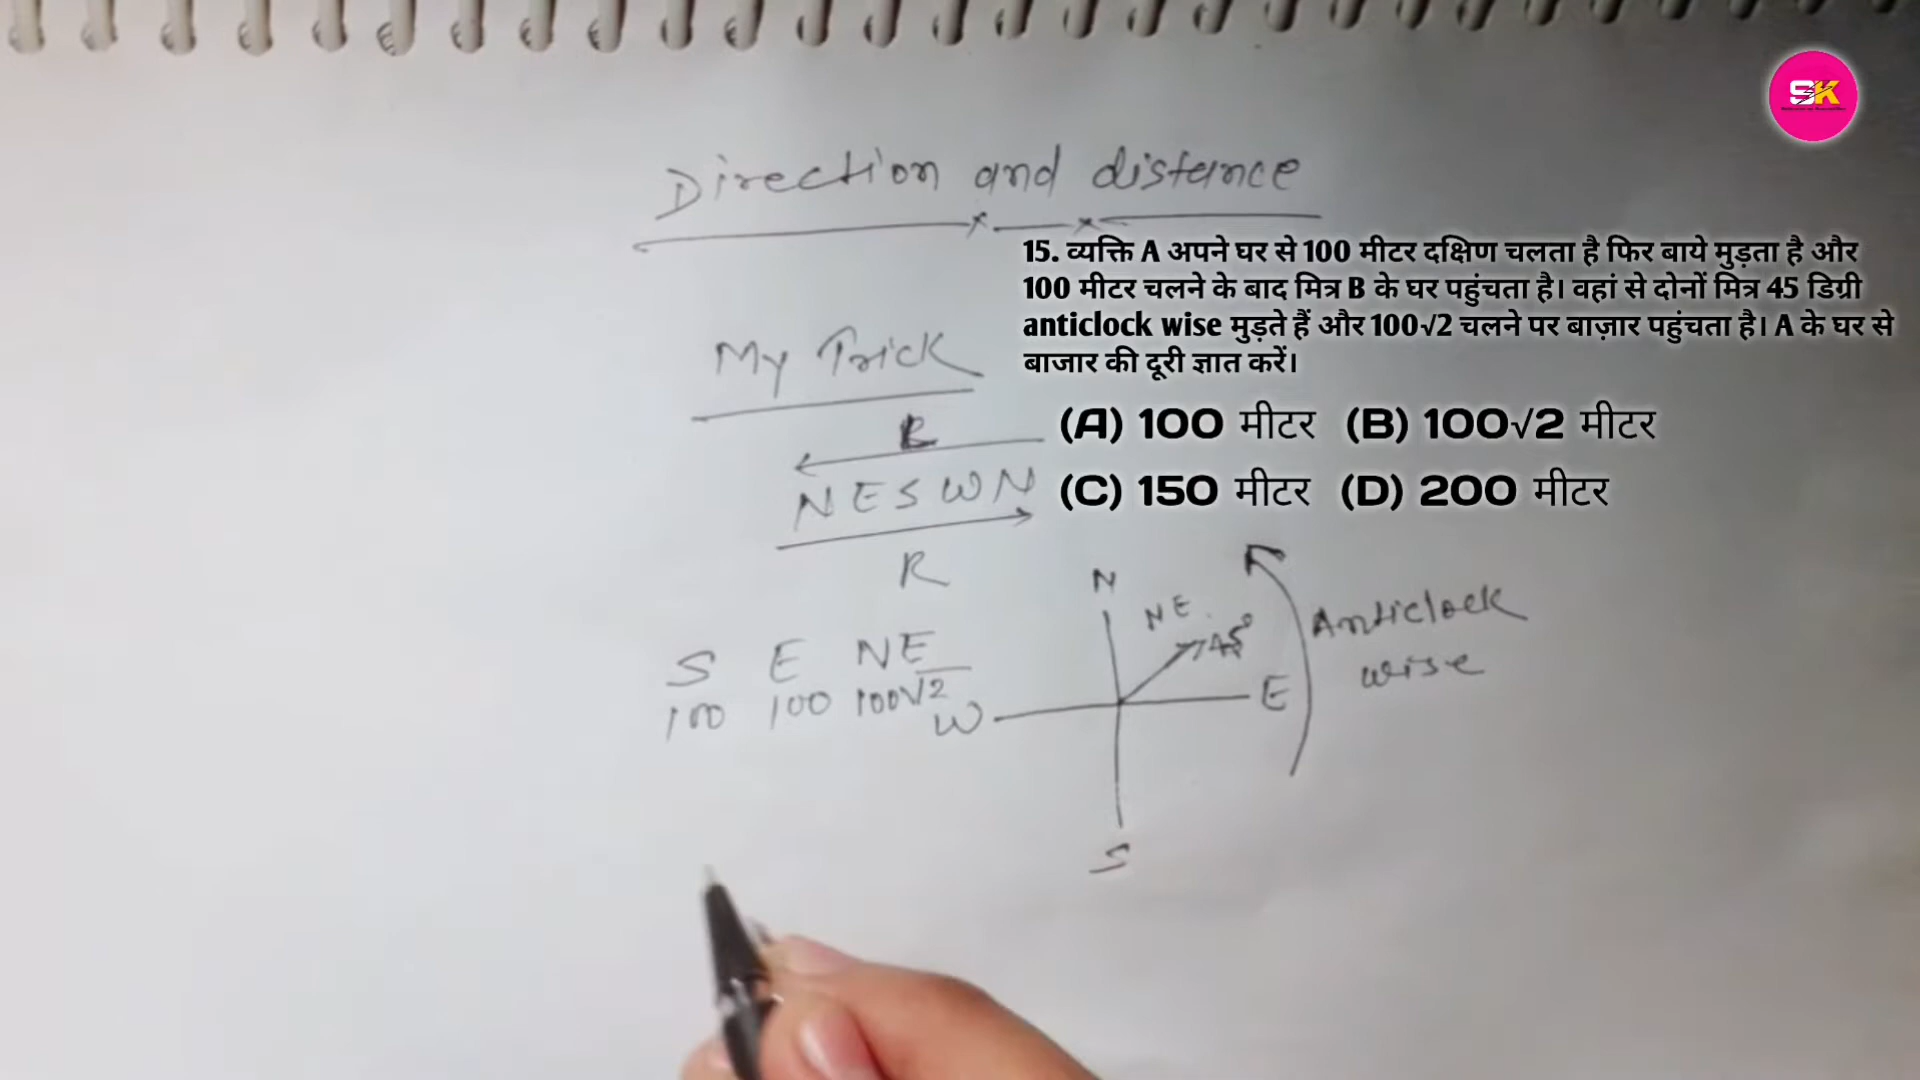 SK
Direction and distance
15. व्यक्ति A अपने घर से 100 मीटर दक्षिण चलता है फिर बाये मुड़ता है और
100 मीटर चलने के बाद मित्र B के घर पहुंचता है। वहां से दोनों मित्र 45 डिग्री
anticlock wise मुड़ते हैं और 100√2 चलने पर बाज़ार पहुंचता है। A के घर से
बाजार की दूरी ज्ञात करें।
My Trick
(A) 100 मीटर (B) 100√2 मीटर
L
N E S W N
(C) 150 मीटर (D) 200 मीटर
R
N
NE
45°
Anticlock
wise
S E NE
100 100 100√2
W
E
S